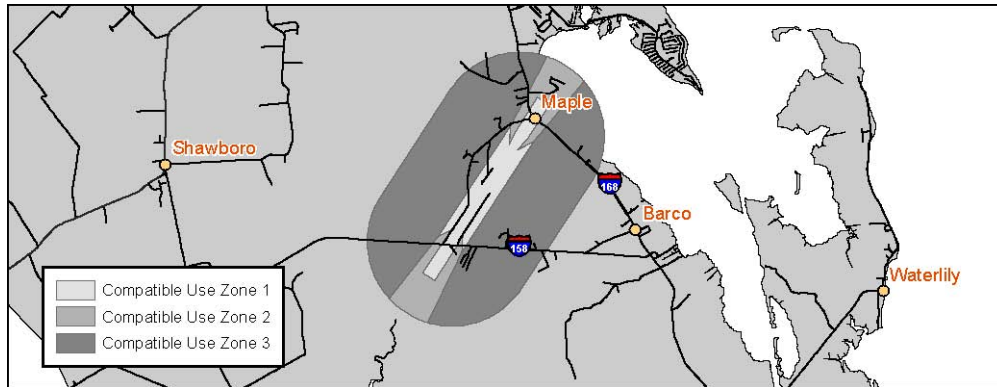 Maple
Shawboro
168
Barco
158
Waterlily
Compatible Use Zone 1
Compatible Use Zone 2
Compatible Use Zone 3